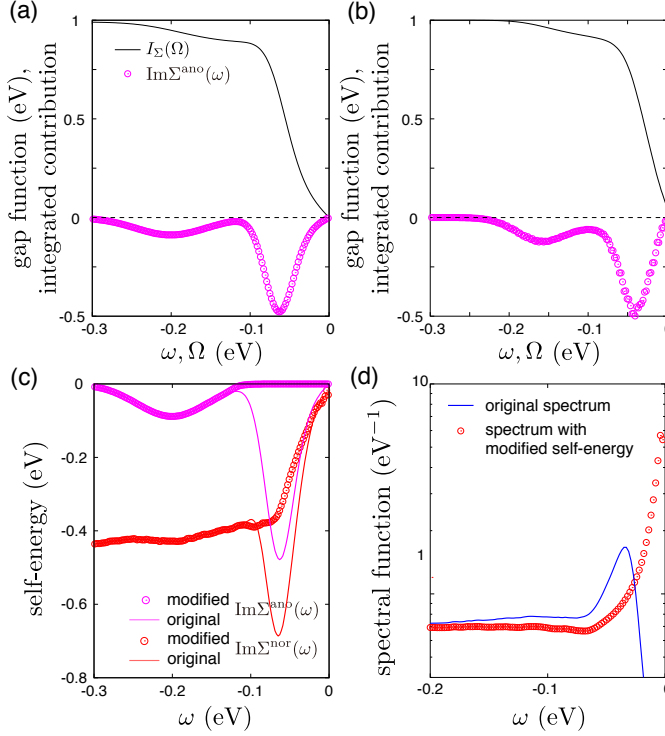 (a)
(b)
gap function (eV),
integrated contribution
1
0.5
0
-0.5
-0.3
-0.2
-0.1
0
ω, Ω (eV)
I_Σ(Ω)
ImΣ^ano(ω)
gap function (eV),
integrated contribution
1
0.5
0
-0.5
-0.3
-0.2
-0.1
0
ω, Ω (eV)
(c)
(d)
self-energy (eV)
0
-0.2
-0.4
-0.6
-0.8
-0.3
-0.2
-0.1
0
ω (eV)
modified
original
ImΣ^ano(ω)
modified
original
ImΣ^nor(ω)
spectral function (eV⁻¹)
10
1
-0.2
-0.1
0
ω (eV)
original spectrum
spectrum with
modified self-energy